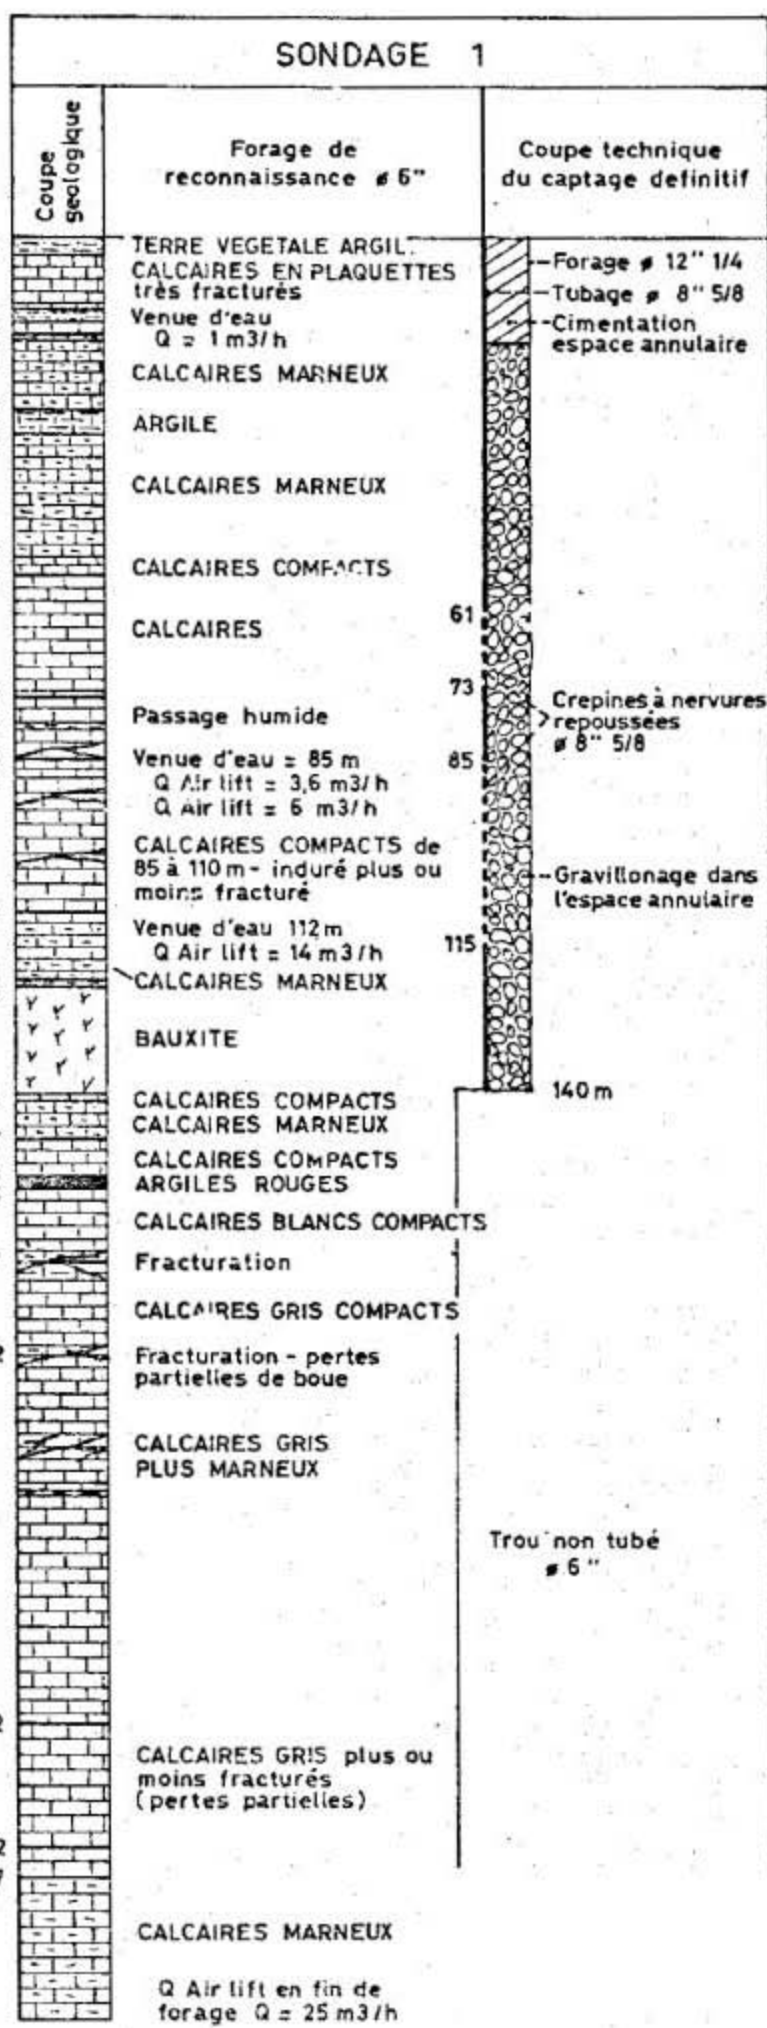 SONDAGE 1
Coupe
geologique
Forage de
reconnaissance ø 6"
Coupe technique
du captage definitif
TERRE VEGETALE ARGIL.
CALCAIRES EN PLAQUETTES
très fracturés
Venue d'eau
Q = 1 m3/h
CALCAIRES MARNEUX
ARGILE
CALCAIRES MARNEUX
CALCAIRES COMPACTS
CALCAIRES
Passage humide
Venue d'eau = 85 m
Q Air lift = 3,6 m3/h
Q Air lift = 6 m3/h
CALCAIRES COMPACTS de
85 à 110 m - induré plus ou
moins fracturé
Venue d'eau 112 m
Q Air lift = 14 m3/h
CALCAIRES MARNEUX
BAUXITE
CALCAIRES COMPACTS
CALCAIRES MARNEUX
CALCAIRES COMPACTS
ARGILES ROUGES
CALCAIRES BLANCS COMPACTS
Fracturation
CALCAIRES GRIS COMPACTS
Fracturation - pertes
partielles de boue
CALCAIRES GRIS
PLUS MARNEUX
CALCAIRES GRIS plus ou
moins fracturés
(pertes partielles)
CALCAIRES MARNEUX
Q Air lift en fin de
forage Q = 25 m3/h
Forage ø 12" 1/4
Tubage ø 8" 5/8
Cimentation
espace annulaire
61
73
85
115
Crepines à nervures
repoussées
ø 8" 5/8
Gravillonage dans
l'espace annulaire
140 m
Trou non tubé
ø 6"